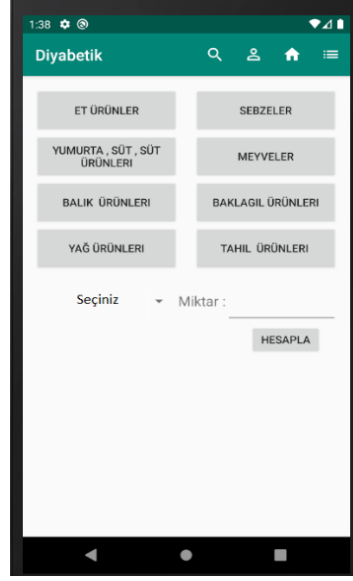 1:38
Diyabetik
ET ÜRÜNLER
SEBZELER
YUMURTA , SÜT , SÜT
ÜRÜNLERI
MEYVELER
BALIK ÜRÜNLERI
BAKLAGIL ÜRÜNLERI
YAĞ ÜRÜNLERI
TAHIL ÜRÜNLERI
Seçiniz
Miktar :
HESAPLA